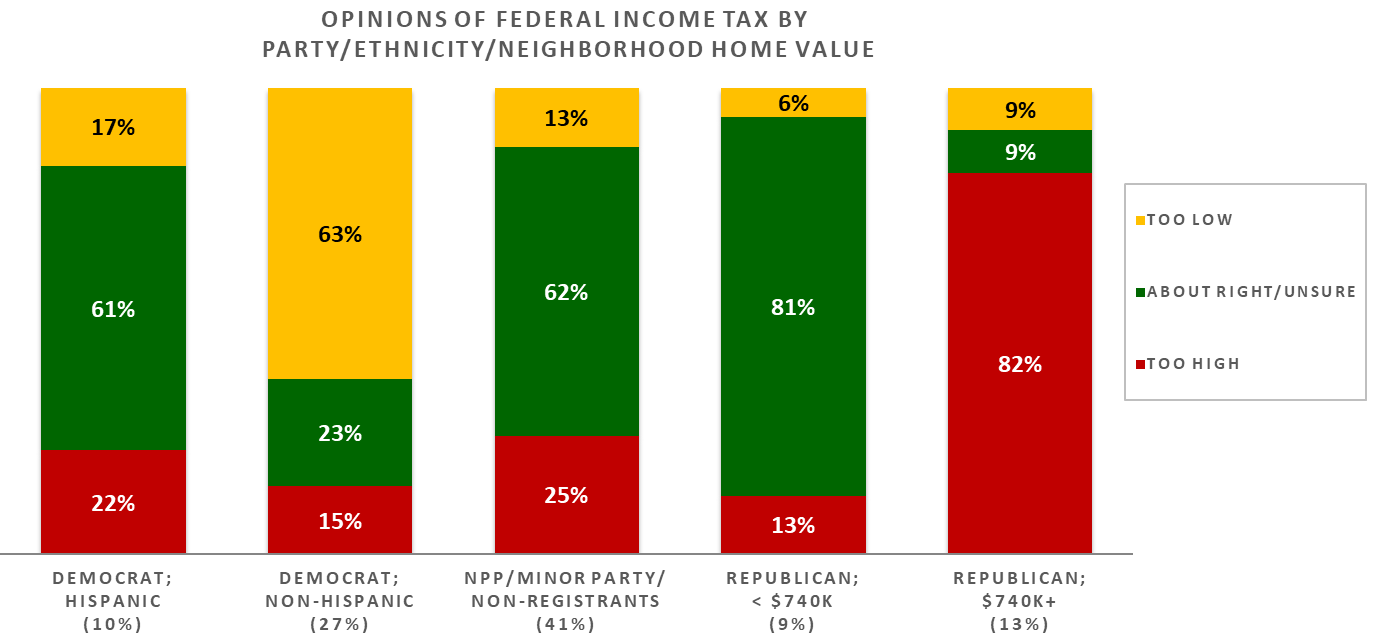 OPINIONS OF FEDERAL INCOME TAX BY
PARTY/ETHNICITY/NEIGHBORHOOD HOME VALUE
17%
61%
22%
63%
23%
15%
13%
62%
25%
6%
81%
13%
9%
9%
82%
TOO LOW
ABOUT RIGHT/UNSURE
TOO HIGH
DEMOCRAT;
HISPANIC
(10%)
DEMOCRAT;
NON-HISPANIC
(27%)
NPP/MINOR PARTY/
NON-REGISTRANTS
(41%)
REPUBLICAN;
< $740K
(9%)
REPUBLICAN;
$740K+
(13%)